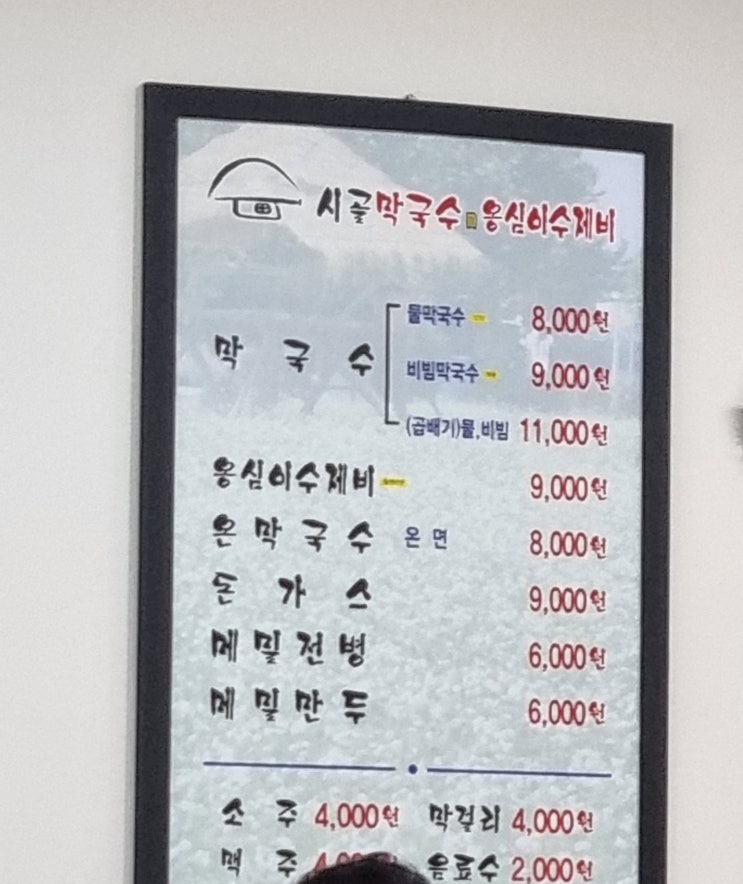 시골막국수 옹심이수제비
막국수
물막국수 8,000원
비빔막국수 9,000원
(곱배기)물,비빔 11,000원
옹심이수제비 9,000원
온막국수 온면 8,000원
돈가스 9,000원
메밀전병 6,000원
메밀만두 6,000원
소주 4,000원 막걸리 4,000원
맥주 음료수 2,000원